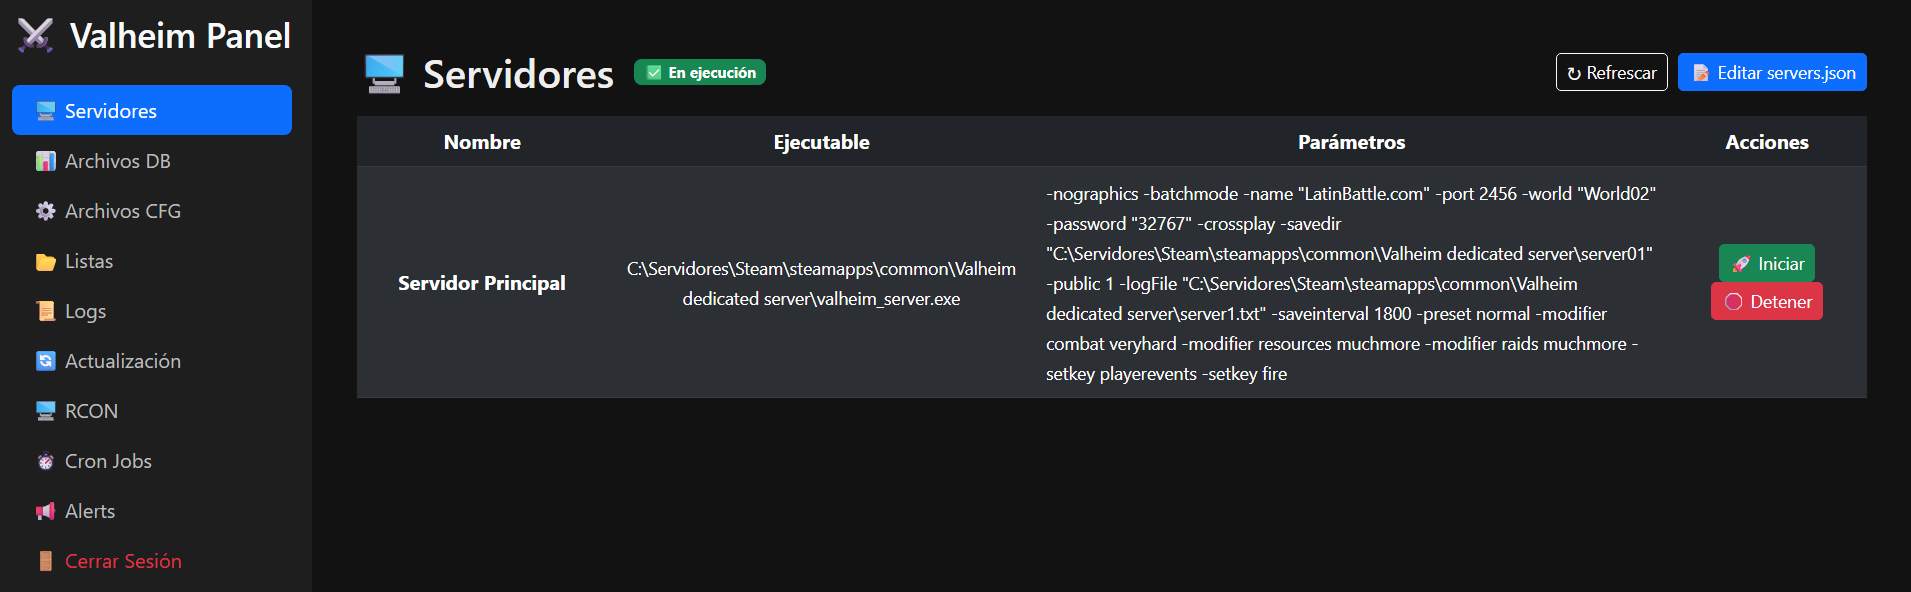 Valheim Panel
Servidores
Archivos DB
Archivos CFG
Listas
Logs
Actualización
RCON
Cron Jobs
Alerts
Cerrar Sesión
Servidores
En ejecución
↻ Refrescar
Editar servers.json
Nombre
Ejecutable
Parámetros
Acciones
Servidor Principal
C:\Servidores\Steam\steamapps\common\Valheim
dedicated server\valheim_server.exe
-nographics -batchmode -name "LatinBattle.com" -port 2456 -world "World02"
-password "32767" -crossplay -savedir
"C:\Servidores\Steam\steamapps\common\Valheim dedicated server\server01"
-public 1 -logFile "C:\Servidores\Steam\steamapps\common\Valheim
dedicated server\server1.txt" -saveinterval 1800 -preset normal -modifier
combat veryhard -modifier resources muchmore -modifier raids muchmore -
setkey playerevents -setkey fire
Iniciar
Detener